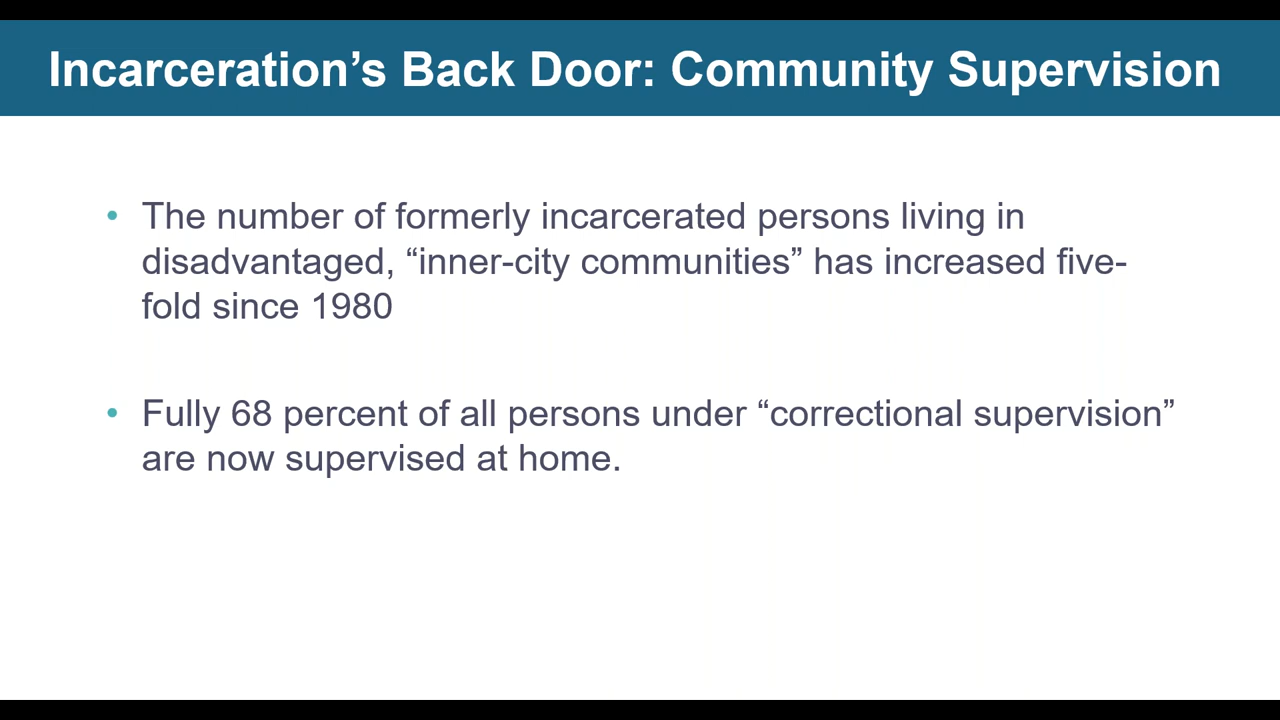 Incarceration’s Back Door: Community Supervision
• The number of formerly incarcerated persons living in
disadvantaged, “inner-city communities” has increased five-
fold since 1980
• Fully 68 percent of all persons under “correctional supervision”
are now supervised at home.